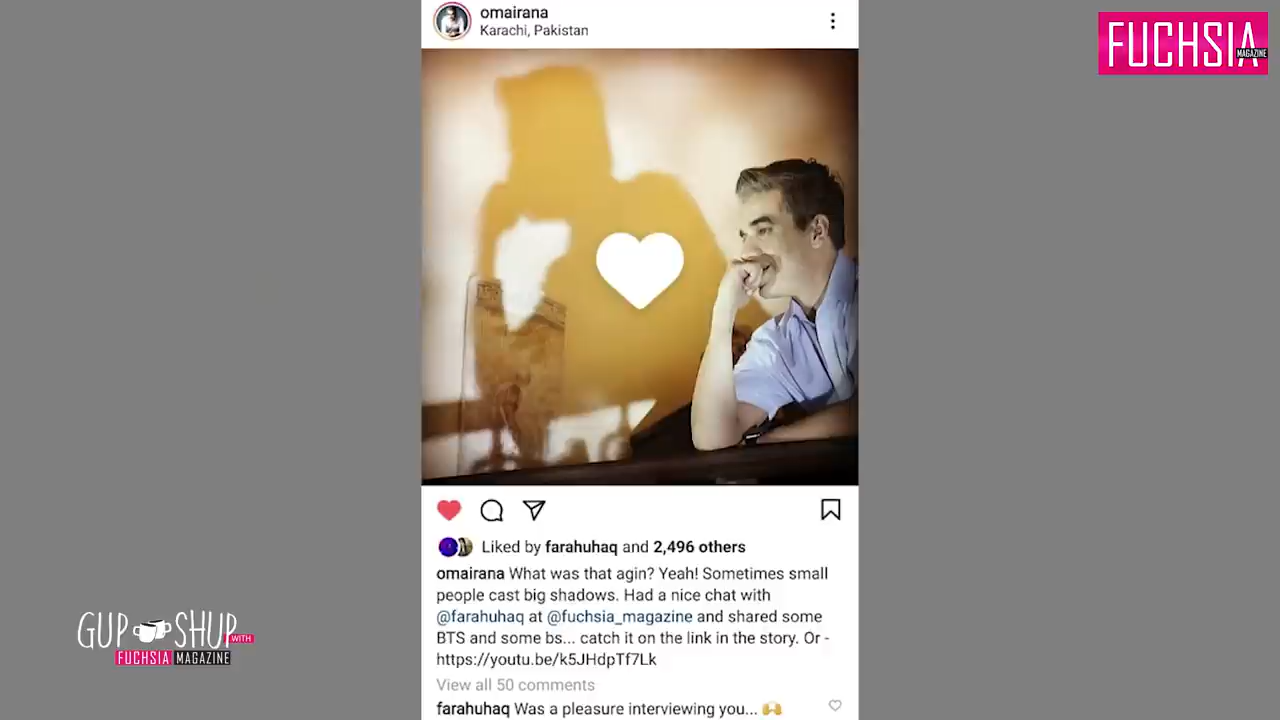 omairana
Karachi, Pakistan
FUCHSIA
MAGAZINE
Liked by farahuhaq and 2,496 others
omairana What was that agin? Yeah! Sometimes small
people cast big shadows. Had a nice chat with
@farahuhaq at @fuchsia_magazine and shared some
BTS and some bs... catch it on the link in the story. Or -
https://youtu.be/k5JHdpTf7Lk
View all 50 comments
farahuhaq Was a pleasure interviewing you... 🙌
GUP SHUP WITH
FUCHSIA MAGAZINE